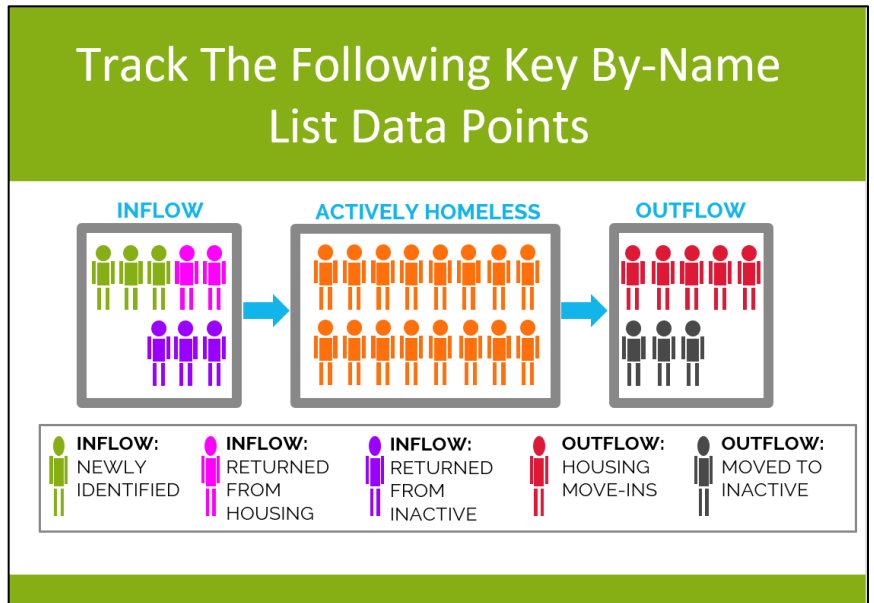 Track The Following Key By-Name
List Data Points
INFLOW
ACTIVELY HOMELESS
OUTFLOW
INFLOW:
NEWLY
IDENTIFIED
INFLOW:
RETURNED
FROM
HOUSING
INFLOW:
RETURNED
FROM
INACTIVE
OUTFLOW:
HOUSING
MOVE-INS
OUTFLOW:
MOVED TO
INACTIVE